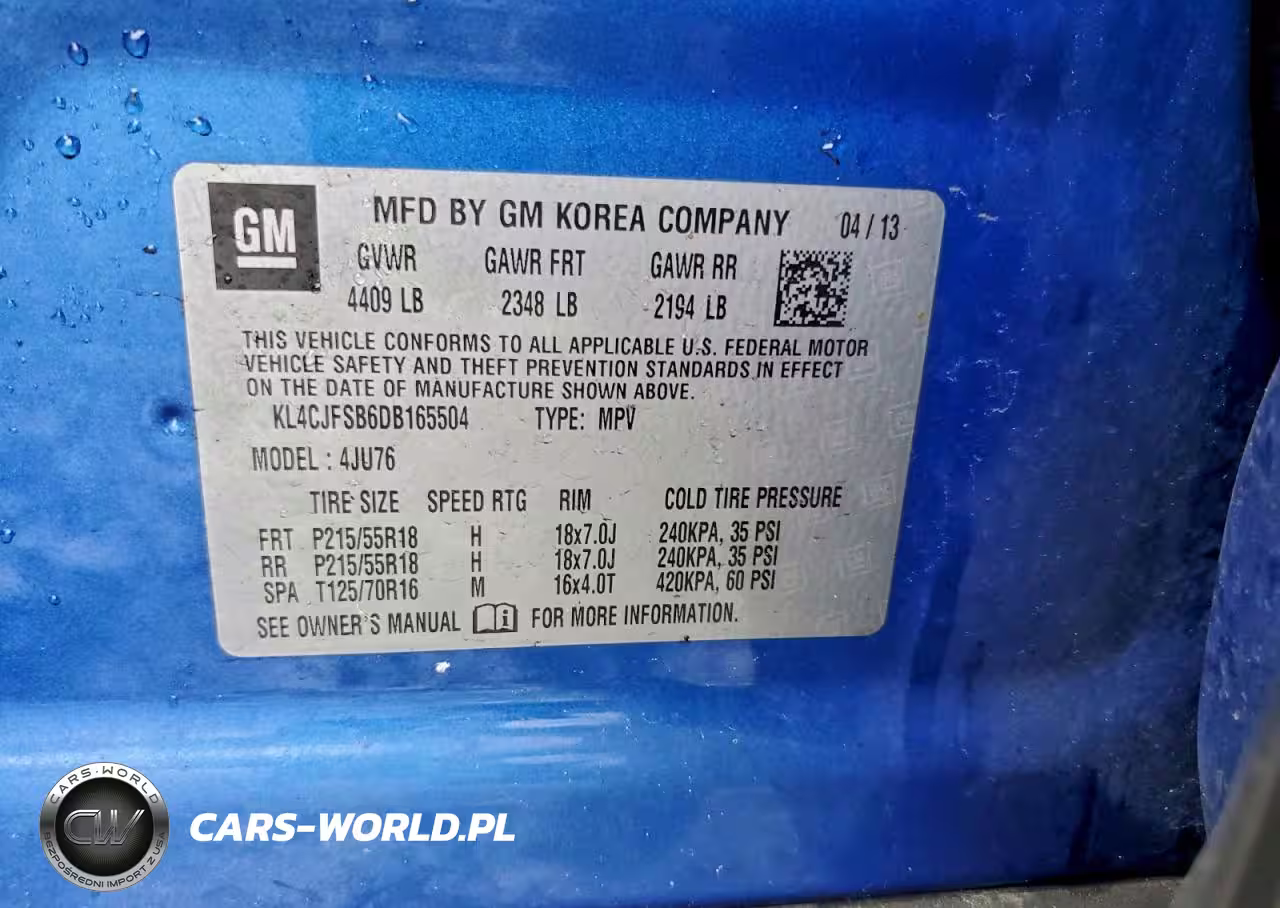 GM
MFD BY GM KOREA COMPANY 04 / 13
GVWR GAWR FRT GAWR RR
4409 LB 2348 LB 2194 LB
THIS VEHICLE CONFORMS TO ALL APPLICABLE U.S. FEDERAL MOTOR
VEHICLE SAFETY AND THEFT PREVENTION STANDARDS IN EFFECT
ON THE DATE OF MANUFACTURE SHOWN ABOVE.
KL4CJFSB6DB165504 TYPE: MPV
MODEL : 4JU76
TIRE SIZE SPEED RTG RIM COLD TIRE PRESSURE
FRT P215/55R18 H 18x7.0J 240KPA, 35 PSI
RR P215/55R18 H 18x7.0J 240KPA, 35 PSI
SPA T125/70R16 M 16x4.0T 420KPA, 60 PSI
SEE OWNER'S MANUAL i FOR MORE INFORMATION.
CARS-WORLD
CW
BEZPOŚREDNI IMPORT Z USA
CARS-WORLD.PL